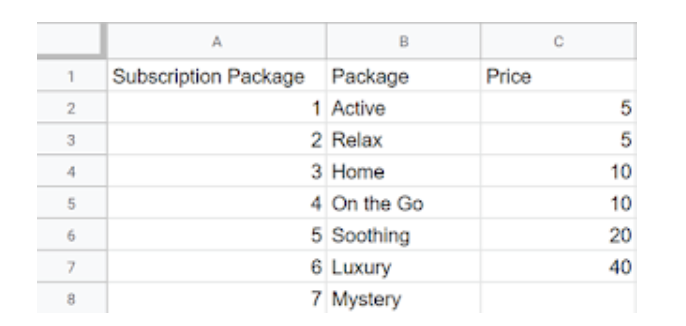 A B C
1 Subscription Package Package Price
2 1 Active 5
3 2 Relax 5
4 3 Home 10
5 4 On the Go 10
6 5 Soothing 20
7 6 Luxury 40
8 7 Mystery